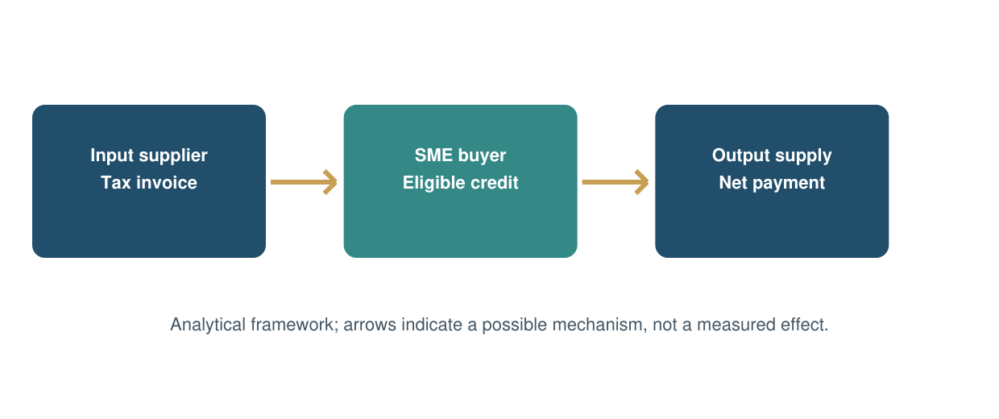 Input supplier
Tax invoice
SME buyer
Eligible credit
Output supply
Net payment
Analytical framework; arrows indicate a possible mechanism, not a measured effect.